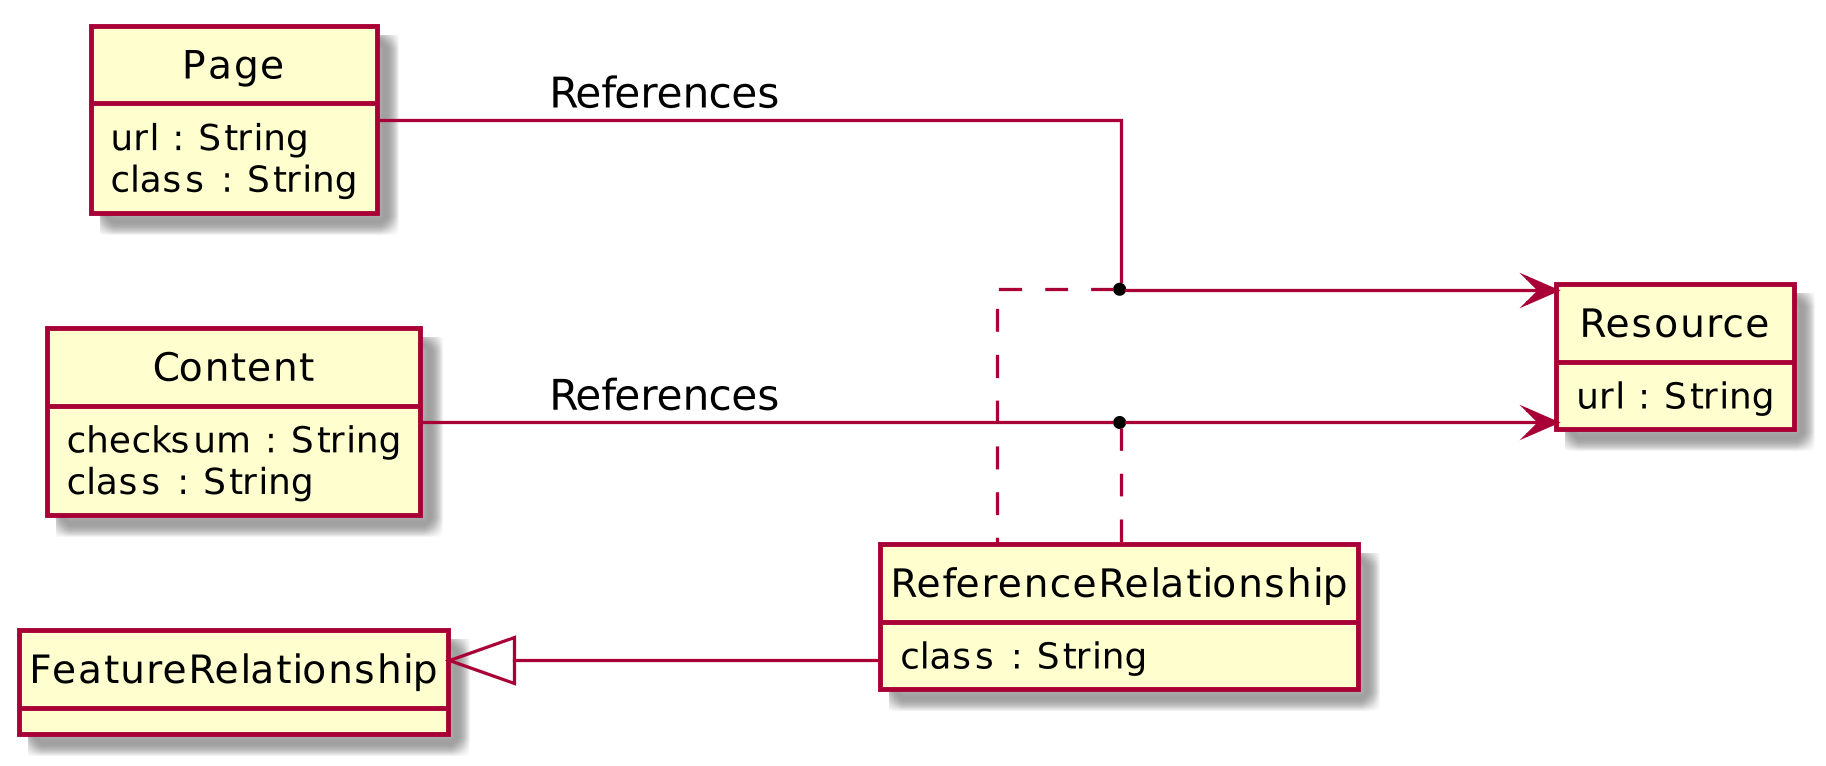 Page
url : String
class : String
References
Content
checksum : String
class : String
References
Resource
url : String
ReferenceRelationship
class : String
FeatureRelationship